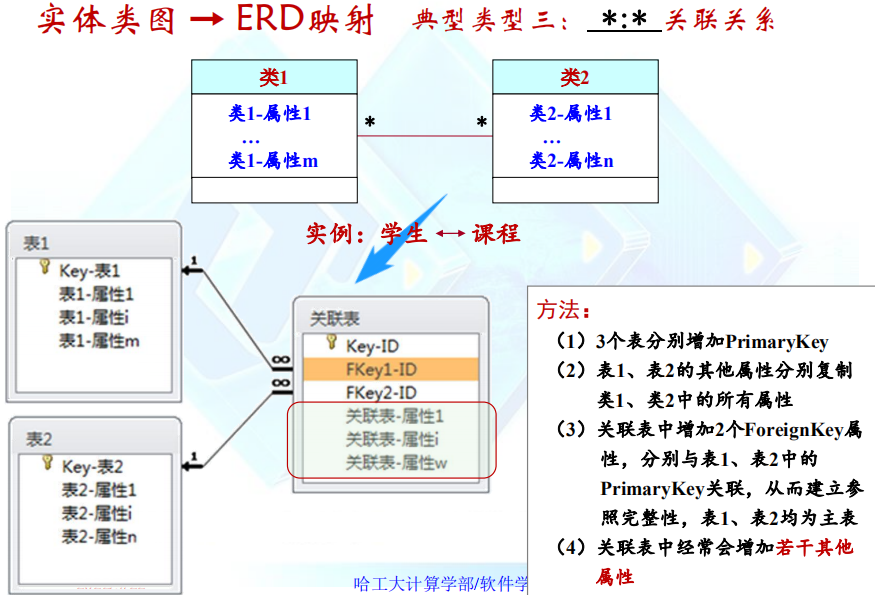 实体类图→ERD映射 典型类型三：*:*关联关系
类1
类1-属性1
…
类1-属性m
* *
类2
类2-属性1
…
类2-属性n
实例：学生↔课程
表1
Key-表1
表1-属性1
表1-属性i
表1-属性m
1
∞
∞
1
关联表
Key-ID
FKey1-ID
FKey2-ID
关联表-属性1
关联表-属性i
关联表-属性w
表2
Key-表2
表2-属性1
表2-属性i
表2-属性n
方法：
（1）3个表分别增加PrimaryKey
（2）表1、表2的其他属性分别复制
类1、类2中的所有属性
（3）关联表中增加2个ForeignKey属
性，分别与表1、表2中的
PrimaryKey关联，从而建立参
照完整性，表1、表2均为主表
（4）关联表中经常会增加若干其他
属性
哈工大计算学部/软件学